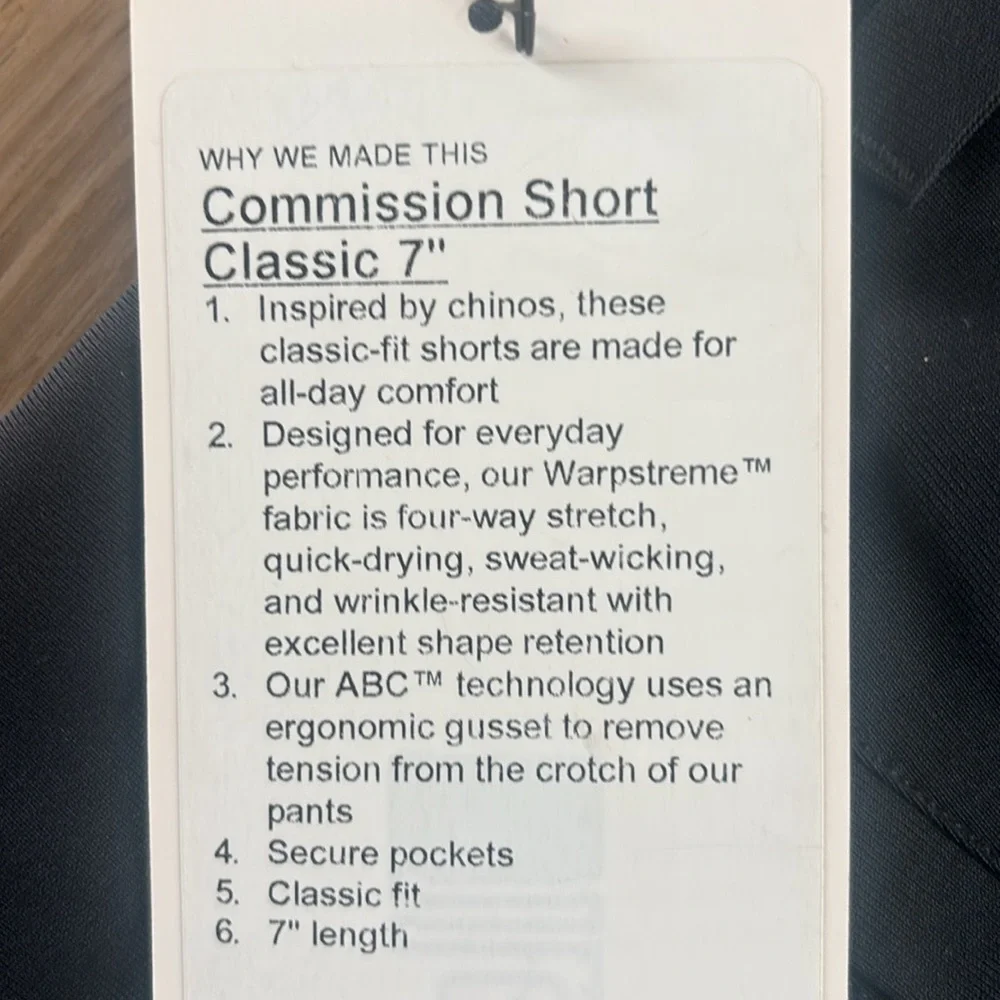 WHY WE MADE THIS
Commission Short
Classic 7"
1. Inspired by chinos, these
classic-fit shorts are made for
all-day comfort
2. Designed for everyday
performance, our Warpstreme™
fabric is four-way stretch,
quick-drying, sweat-wicking,
and wrinkle-resistant with
excellent shape retention
3. Our ABC™ technology uses an
ergonomic gusset to remove
tension from the crotch of our
pants
4. Secure pockets
5. Classic fit
6. 7" length